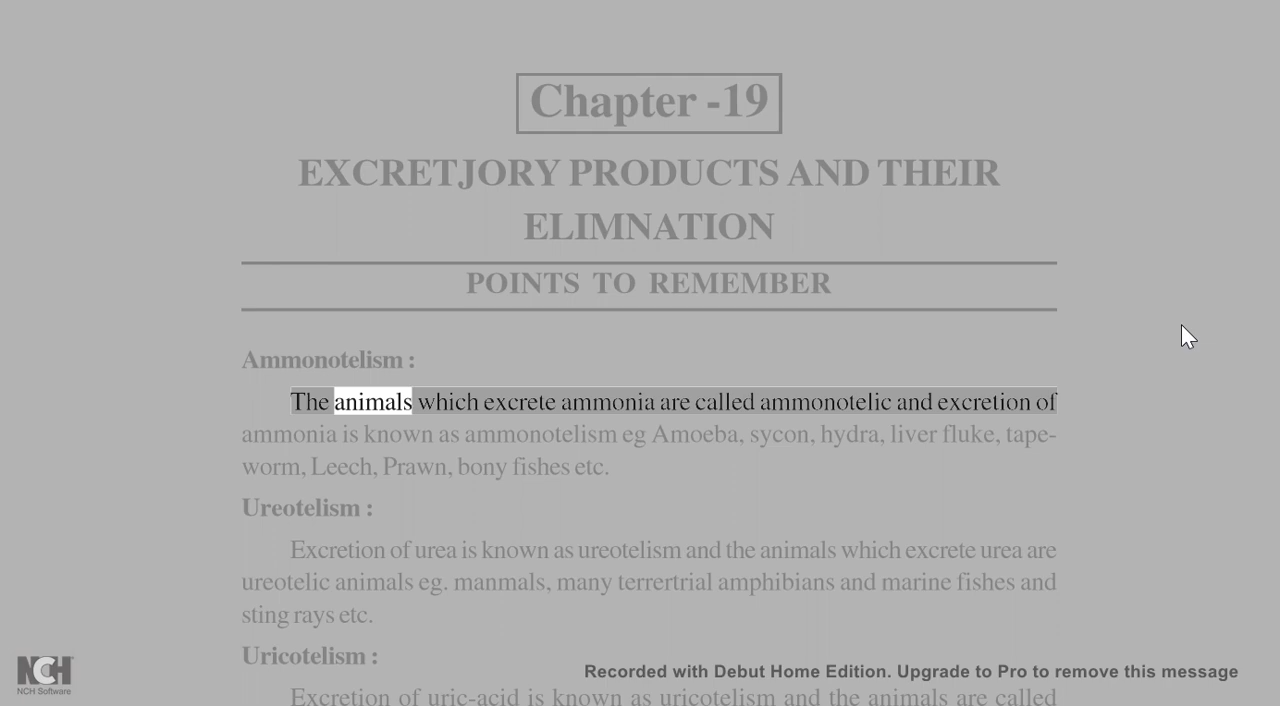 Chapter -19
EXCRETJORY PRODUCTS AND THEIR
ELIMNATION
POINTS TO REMEMBER
Ammonotelism :
The animals which excrete ammonia are called ammonotelic and excretion of
ammonia is known as ammonotelism eg Amoeba, sycon, hydra, liver fluke, tape-
worm, Leech, Prawn, bony fishes etc.
Ureotelism :
Excretion of urea is known as ureotelism and the animals which excrete urea are
ureotelic animals eg. manmals, many terrertrial amphibians and marine fishes and
sting rays etc.
Uricotelism :
Excretion of uric-acid is known as uricotelism and the animals are called
NCH
NCH Software
Recorded with Debut Home Edition. Upgrade to Pro to remove this message